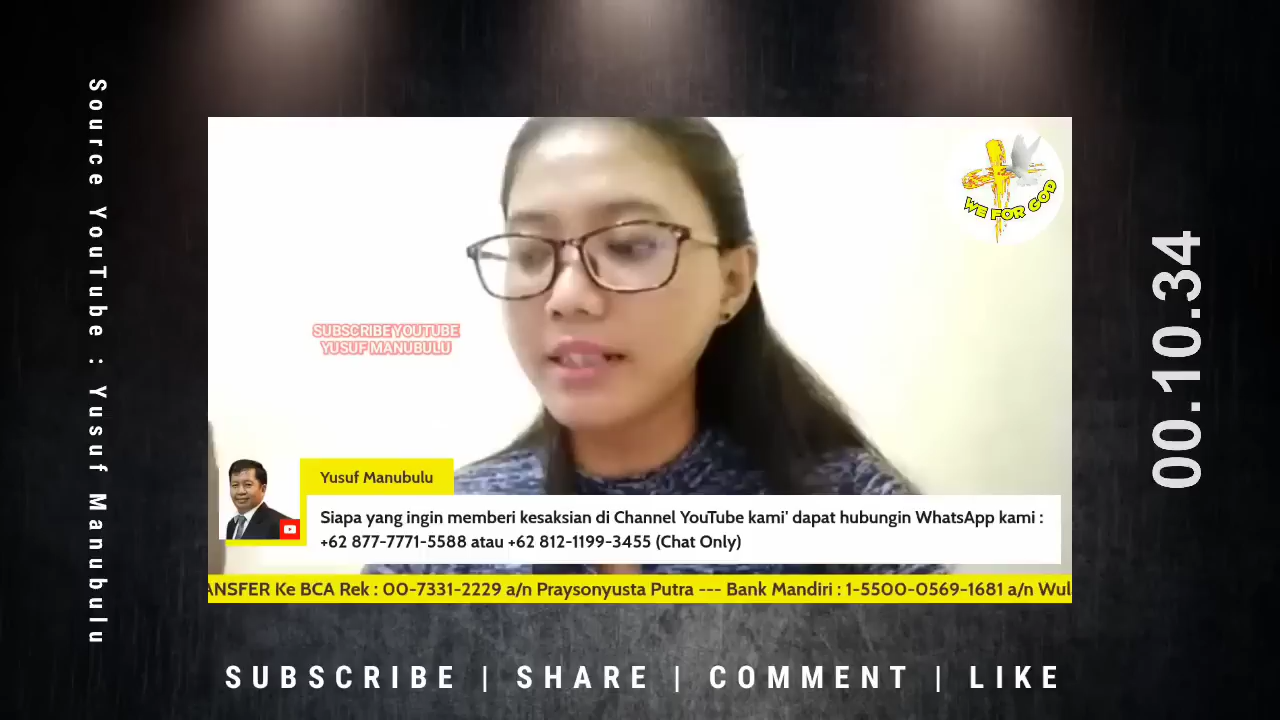 Source YouTube : Yusuf Manubulu
WE FOR GOD
00.10.34
SUBSCRIBE YOUTUBE
YUSUF MANUBULU
Yusuf Manubulu
Siapa yang ingin memberi kesaksian di Channel YouTube kami' dapat hubungin WhatsApp kami :
+62 877-7771-5588 atau +62 812-1199-3455 (Chat Only)
ANSFER Ke BCA Rek : 00-7331-2229 a/n Praysonyusta Putra --- Bank Mandiri : 1-5500-0569-1681 a/n Wul
SUBSCRIBE | SHARE | COMMENT | LIKE